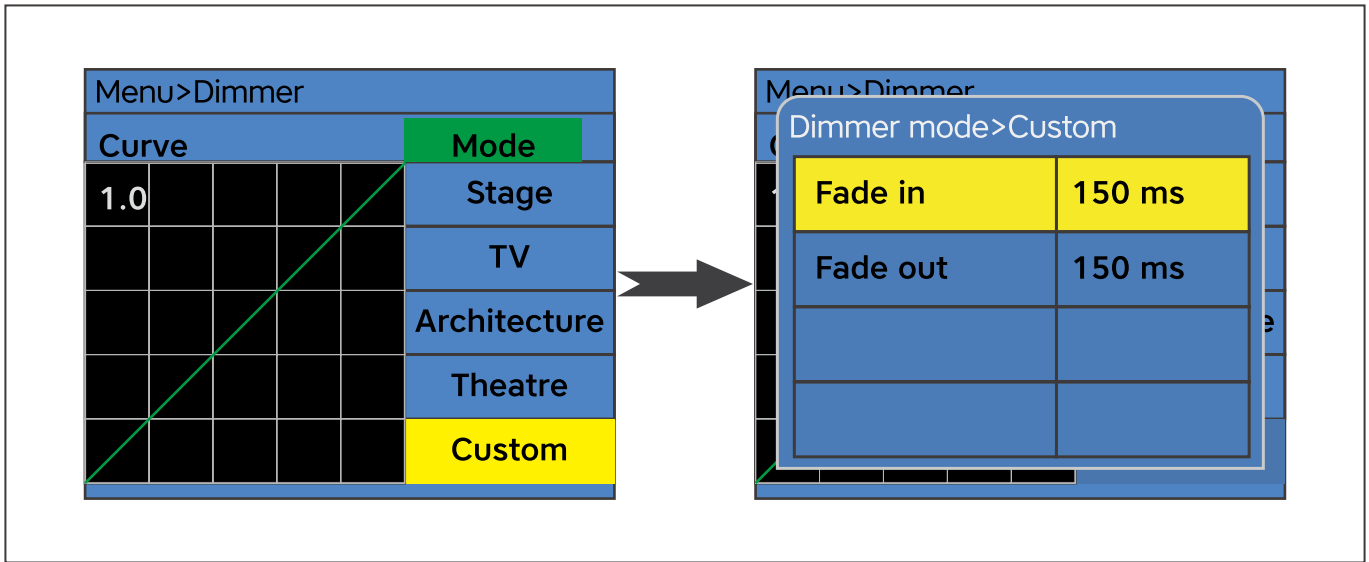 Menu>Dimmer
Curve Mode
1.0
Stage
TV
Architecture
Theatre
Custom
Menu>Dimmer
Dimmer mode>Custom
Fade in 150 ms
Fade out 150 ms